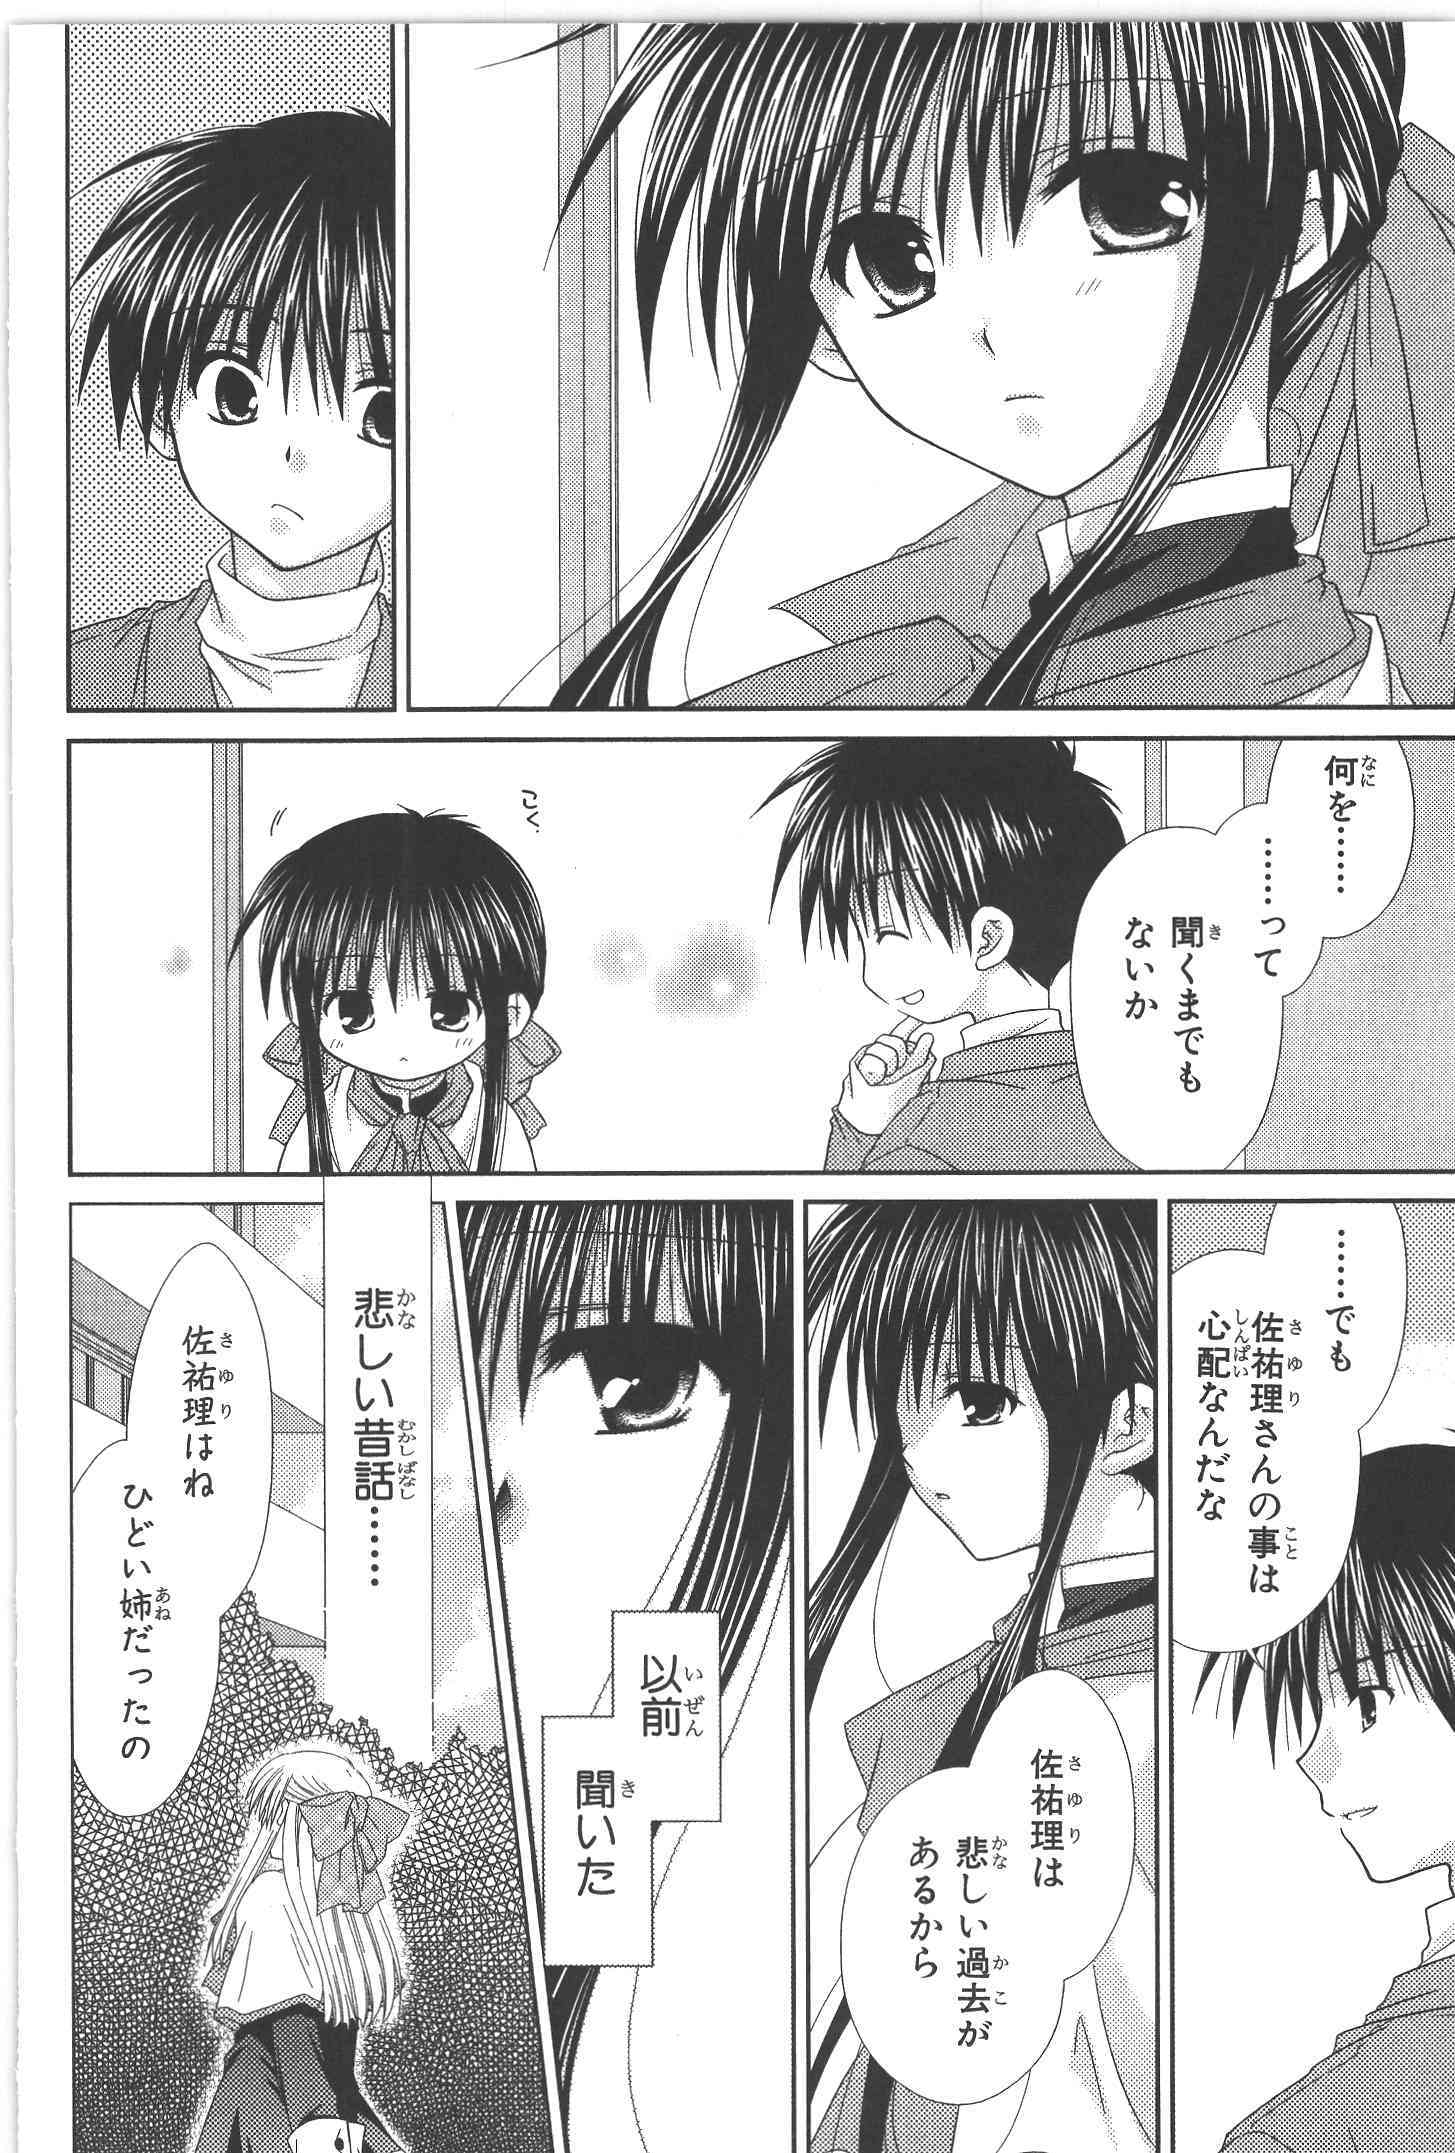 何を……
……って
聞くまでも
ないか
こく
……でも
佐祐理さんの事は
心配なんだな
佐祐理は
悲しい過去が
あるから
以前
聞いた
悲しい昔話……
佐祐理はね
ひどい姉だったの